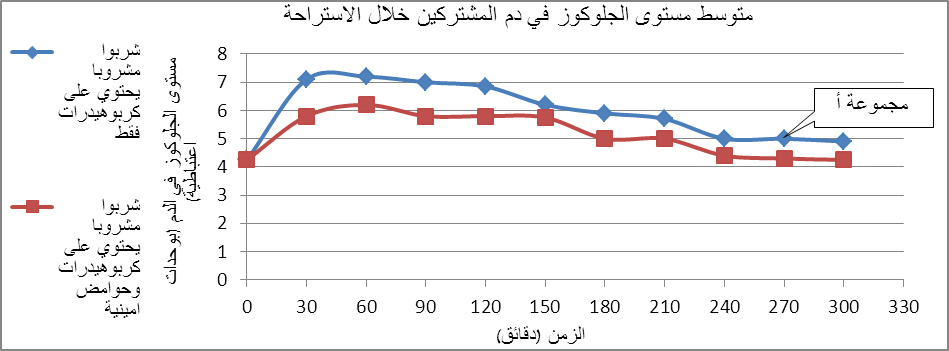 متوسط مستوى الجلوكوز في دم المشتركين خلال الاستراحة
شربوا
مشروبا
يحتوي على
كربوهيدرات
فقط
شربوا
مشروبا
يحتوي على
كربوهيدرات
وحوامض
امينية
مستوى الجلوكوز في الدم (بوحدات
اعتباطية)
8
7
6
5
4
3
2
1
0
مجموعة أ
0 30 60 90 120 150 180 210 240 270 300 330
الزمن (دقائق)